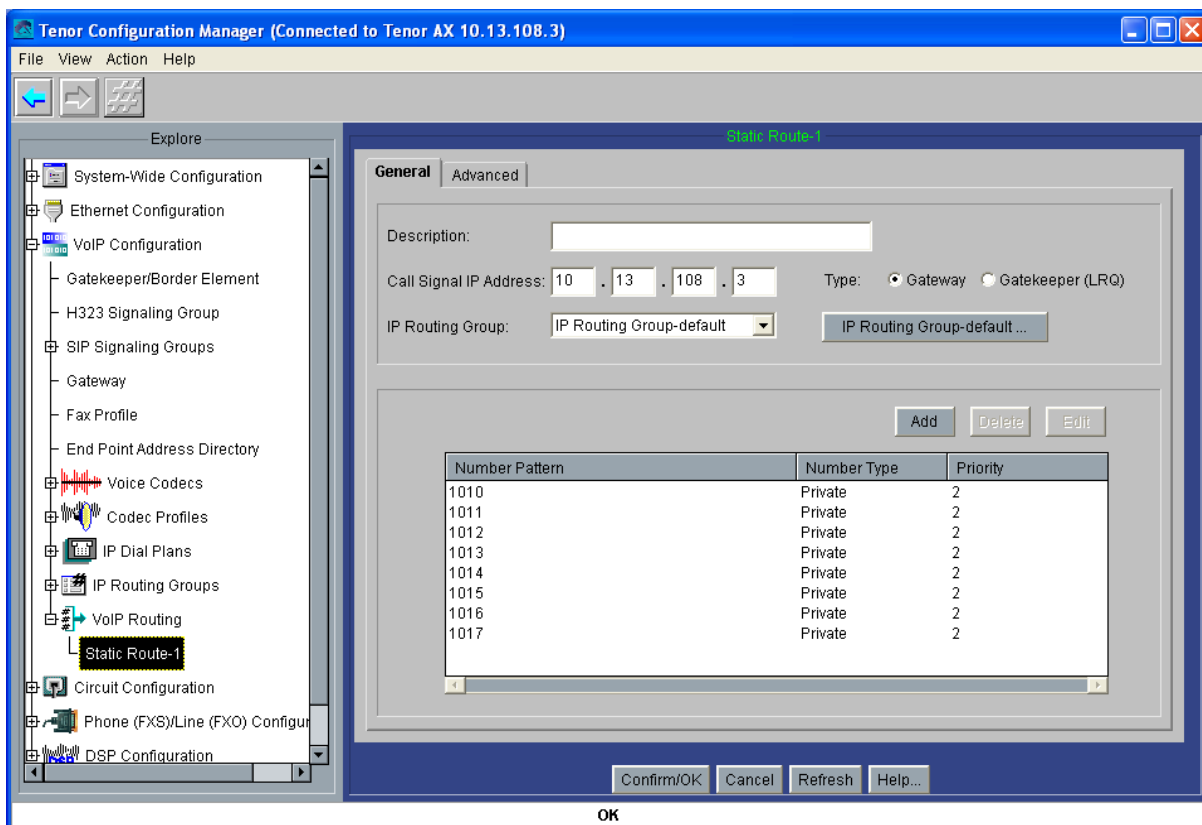 Tenor Configuration Manager (Connected to Tenor AX 10.13.108.3)
File View Action Help
Explore
System-Wide Configuration
Ethernet Configuration
VoIP Configuration
Gatekeeper/Border Element
H323 Signaling Group
SIP Signaling Groups
Gateway
Fax Profile
End Point Address Directory
Voice Codecs
Codec Profiles
IP Dial Plans
IP Routing Groups
VoIP Routing
Static Route-1
Circuit Configuration
Phone (FXS)/Line (FXO) Configur
DSP Configuration
Static Route-1
General Advanced
Description:
Call Signal IP Address: 10 . 13 . 108 . 3 Type: Gateway Gatekeeper (LRQ)
IP Routing Group: IP Routing Group-default IP Routing Group-default ...
Add Delete Edit
Number Pattern Number Type Priority
1010 Private 2
1011 Private 2
1012 Private 2
1013 Private 2
1014 Private 2
1015 Private 2
1016 Private 2
1017 Private 2
Confirm/OK Cancel Refresh Help...
OK